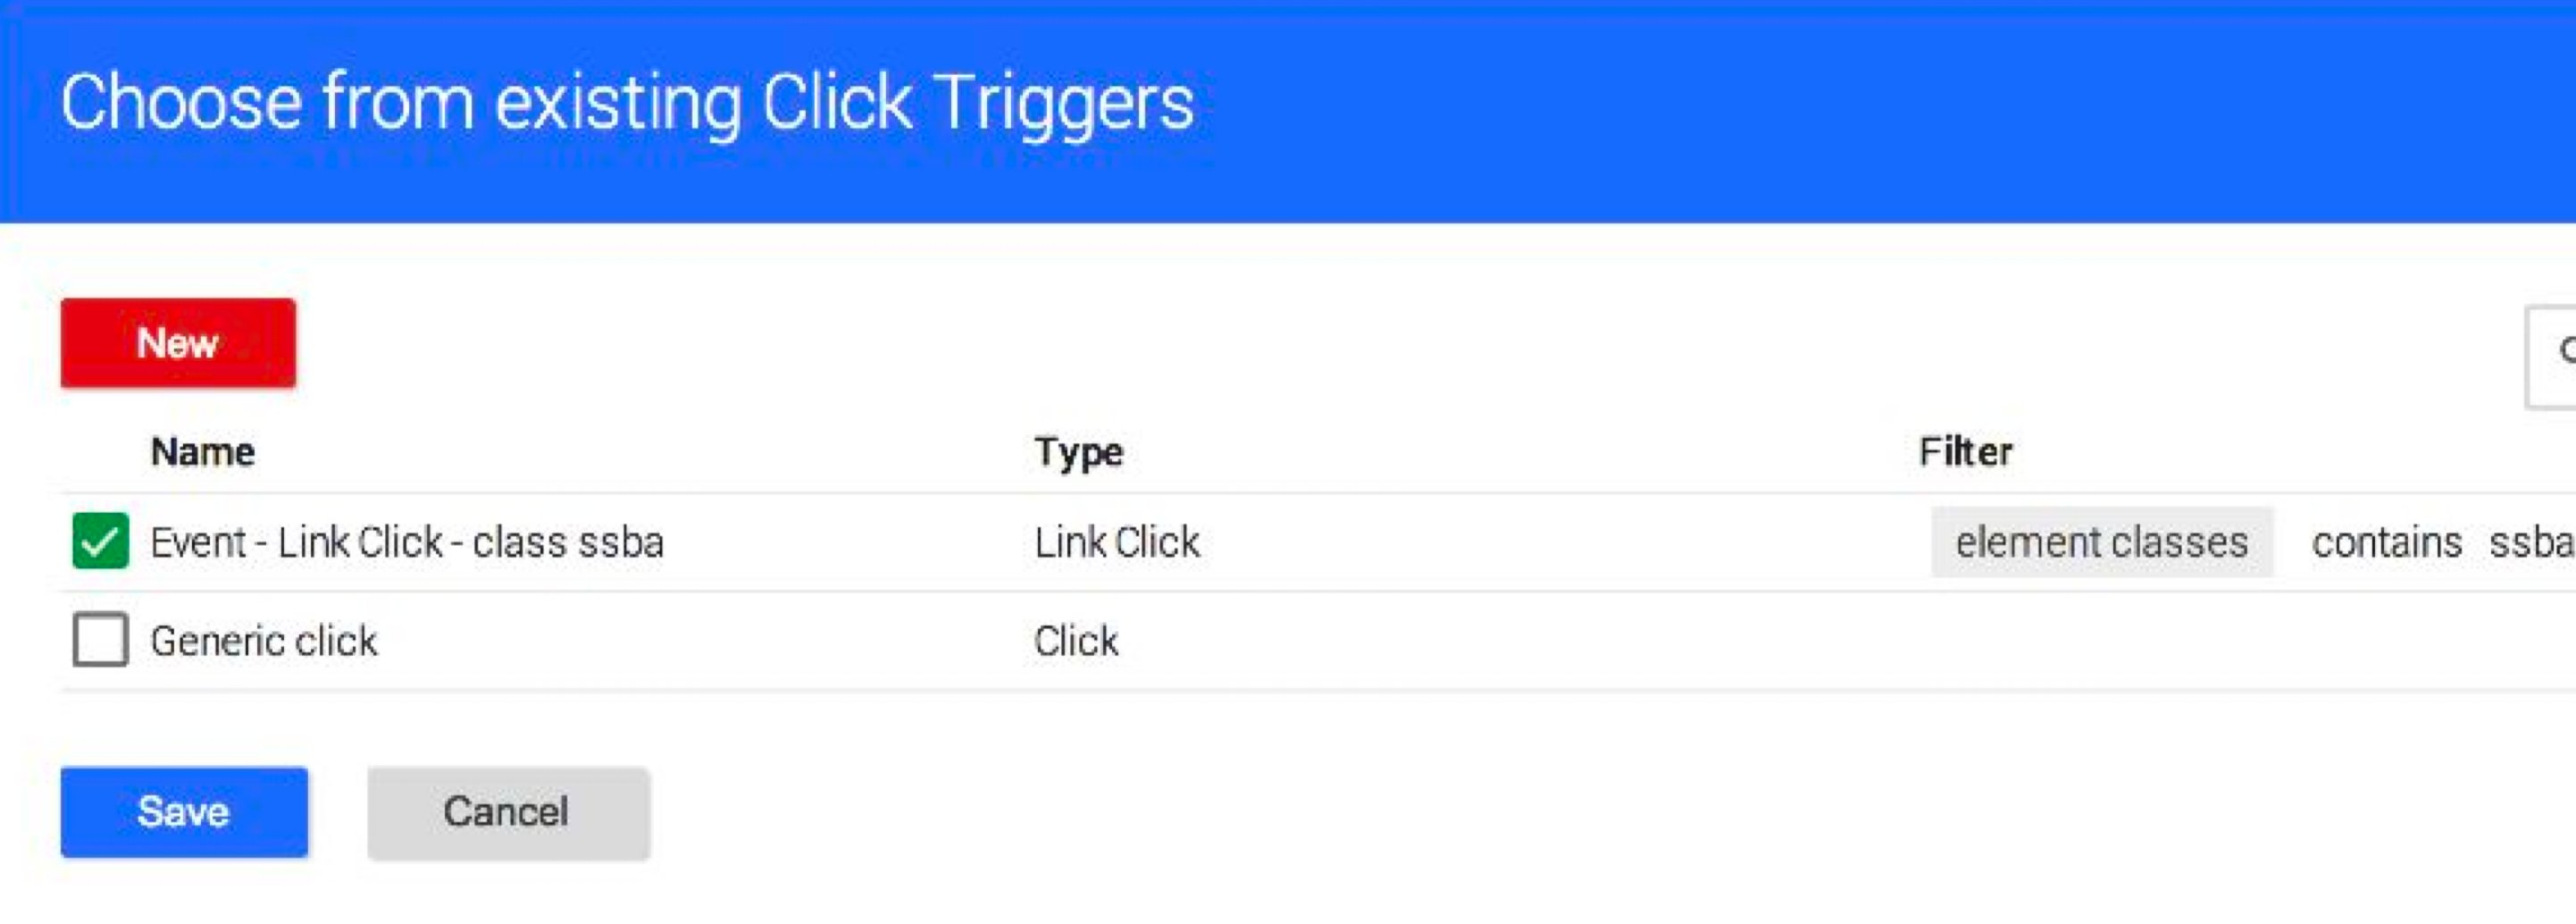 Choose from existing Click Triggers
New
Name Type Filter
Event - Link Click - class ssba Link Click element classes contains ssba
Generic click Click
Save Cancel